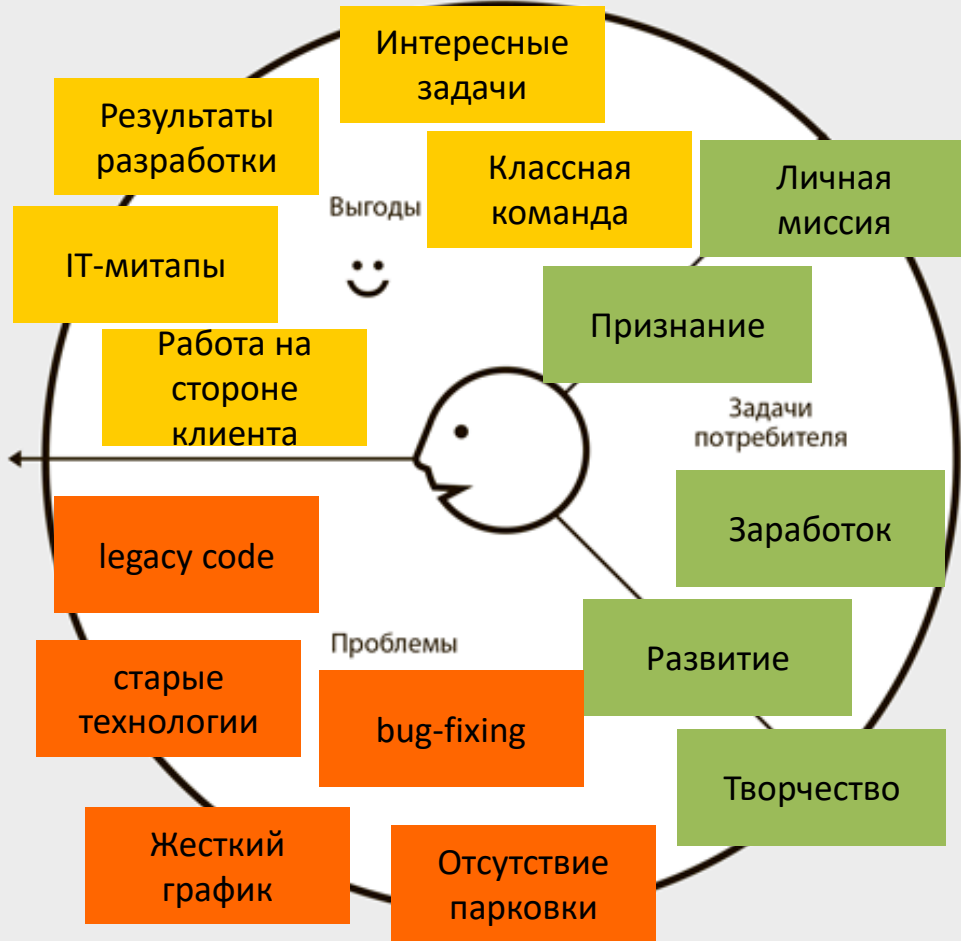 Интересные
задачи
Результаты
разработки
Классная
команда
Личная
миссия
Выгоды
IT-митапы
Признание
Работа на
стороне
клиента
Задачи
потребителя
legacy code
Заработок
Проблемы
Развитие
старые
технологии
bug-fixing
Творчество
Жесткий
график
Отсутствие
парковки